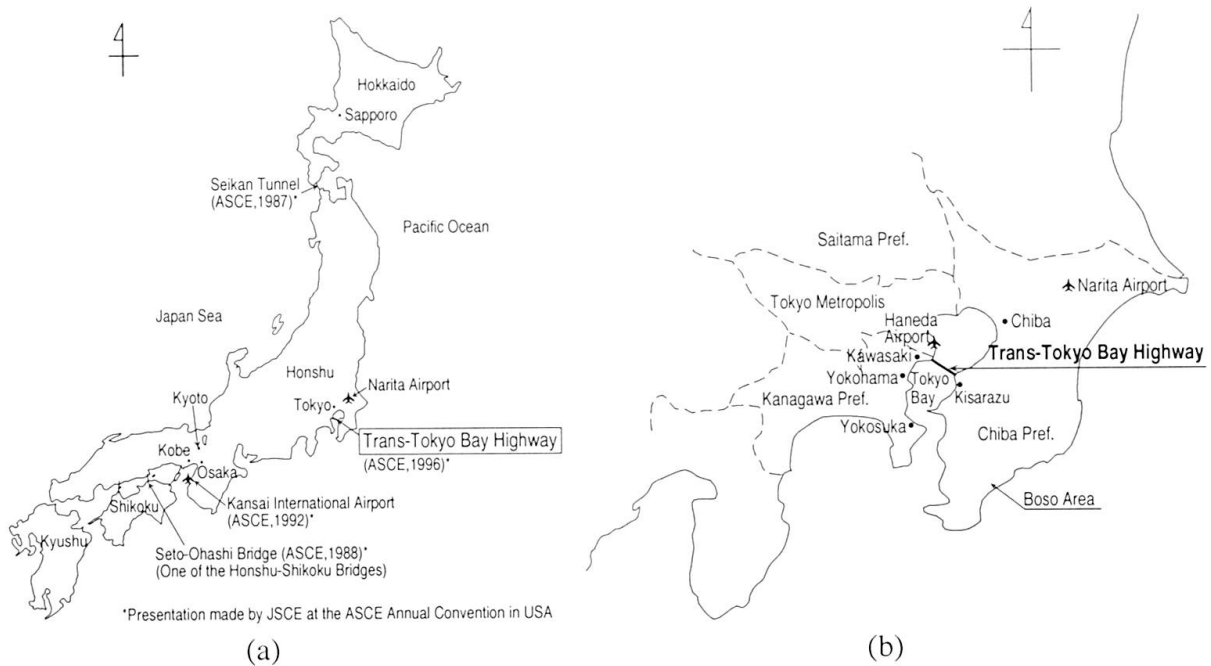 Hokkaido
Sapporo
Seikan Tunnel
(ASCE,1987)*
Pacific Ocean
Japan Sea
Honshu
Narita Airport
Kyoto
Tokyo
Trans-Tokyo Bay Highway
(ASCE,1996)*
Kobe
Osaka
Kansai International Airport
(ASCE,1992)*
Shikoku
Kyushu
Seto-Ohashi Bridge (ASCE,1988)*
(One of the Honshu-Shikoku Bridges)
*Presentation made by JSCE at the ASCE Annual Convention in USA
(a)
Saitama Pref.
Narita Airport
Tokyo Metropolis
Haneda
Airport
Chiba
Kawasaki
Trans-Tokyo Bay Highway
Yokohama
Tokyo
Bay
Kisarazu
Kanagawa Pref.
Yokosuka
Chiba Pref.
Boso Area
(b)